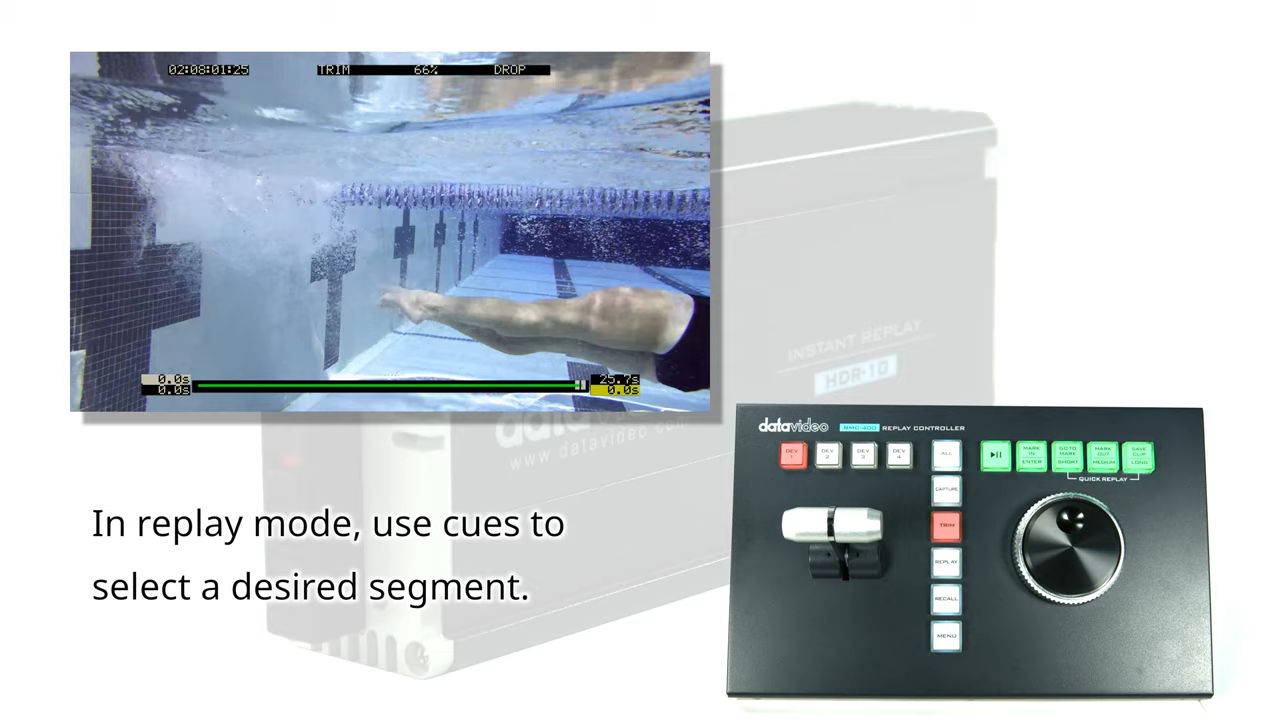 02:08:01:25 TRIM 66% DROP
0.0s 25.7s
0.0s 0.0s
INSTANT REPLAY
HDR-10
www.datavideo.com
datavideo RMC-400 REPLAY CONTROLLER
DEV 1
DEV 2
DEV 3
DEV 4
ALL
MARK IN ENTER
GO TO MARK SHORT
MARK OUT MEDIUM
SAVE CLIP LONG
QUICK REPLAY
CAPTURE
TRIM
REPLAY
RECALL
MENU
In replay mode, use cues to
select a desired segment.